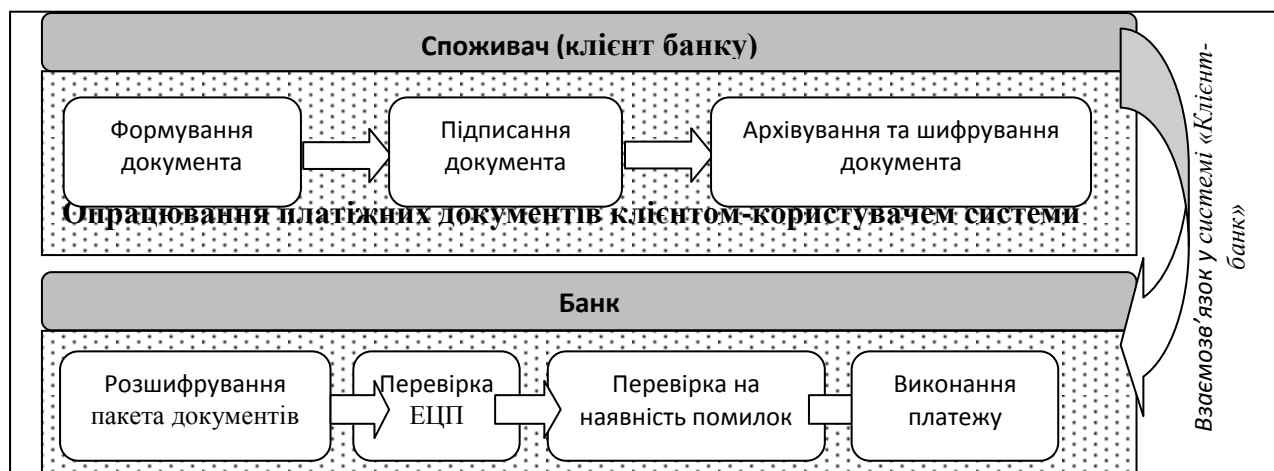 Споживач (клієнт банку)
Формування
документа
Підписання
документа
Архівування та шифрування
документа
Опрацювання платіжних документів клієнтом-користувачем системи
Банк
Розшифрування
пакета документів
Перевірка
ЕЦП
Перевірка на
наявність помилок
Виконання
платежу
Взаємозв’язок у системі «Клієнт-
банк»